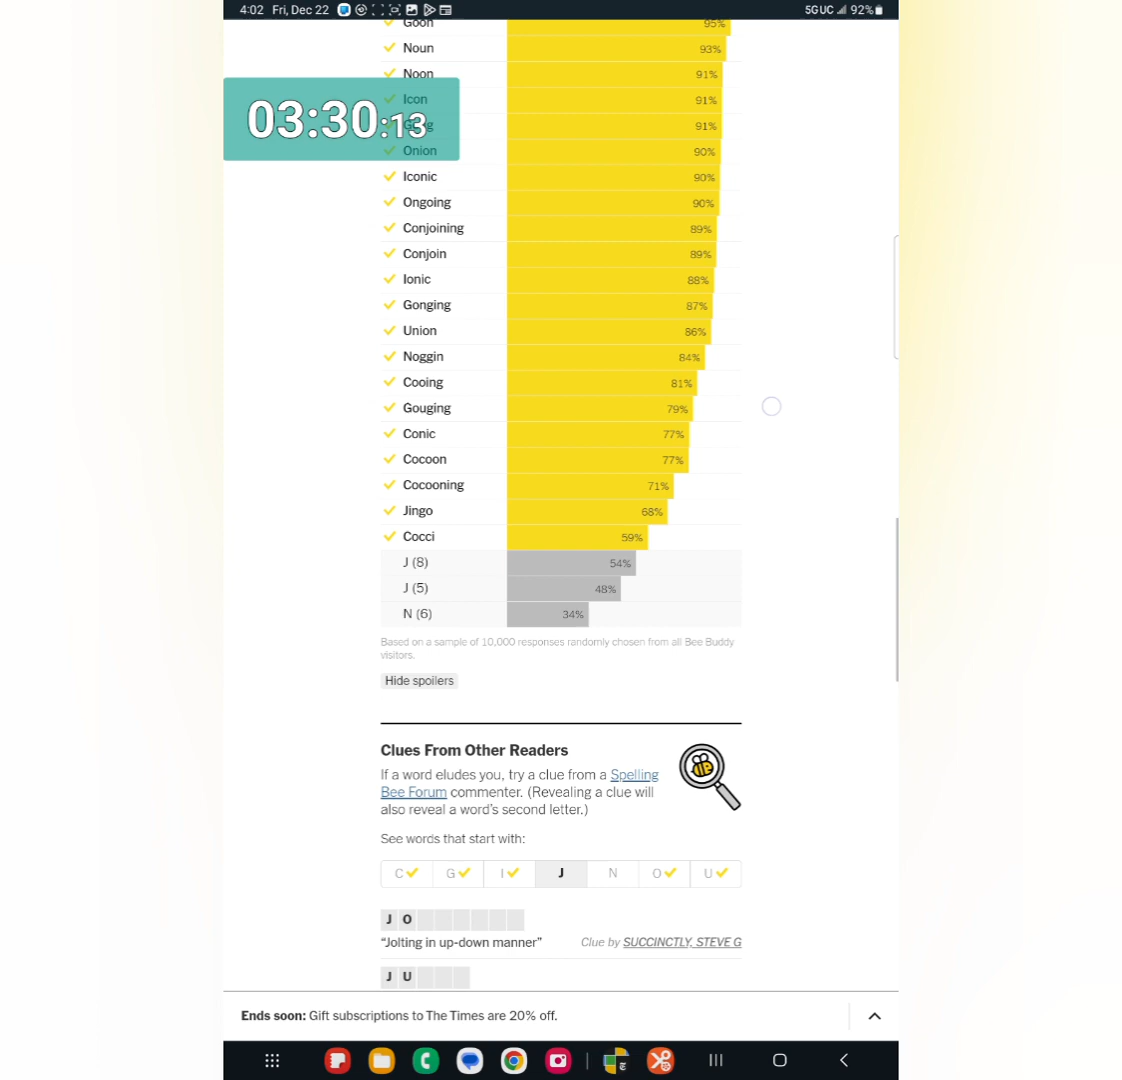 4:02 Fri, Dec 22
5GUC 92%
Goon 95%
Noun 93%
Noon 91%
Icon 91%
03:30:13
91%
Onion 90%
Iconic 90%
Ongoing 90%
Conjoining 89%
Conjoin 89%
Ionic 88%
Gonging 87%
Union 86%
Noggin 84%
Cooing 81%
Gouging 79%
Conic 77%
Cocoon 77%
Cocooning 71%
Jingo 68%
Cocci 59%
J (8) 54%
J (5) 48%
N (6) 34%
Based on a sample of 10,000 responses randomly chosen from all Bee Buddy
visitors.
Hide spoilers
Clues From Other Readers
If a word eludes you, try a clue from a Spelling
Bee Forum commenter. (Revealing a clue will
also reveal a word's second letter.)
See words that start with:
C G I J N O U
J O
“Jolting in up-down manner” Clue by SUCCINCTLY, STEVE G
J U
Ends soon: Gift subscriptions to The Times are 20% off.